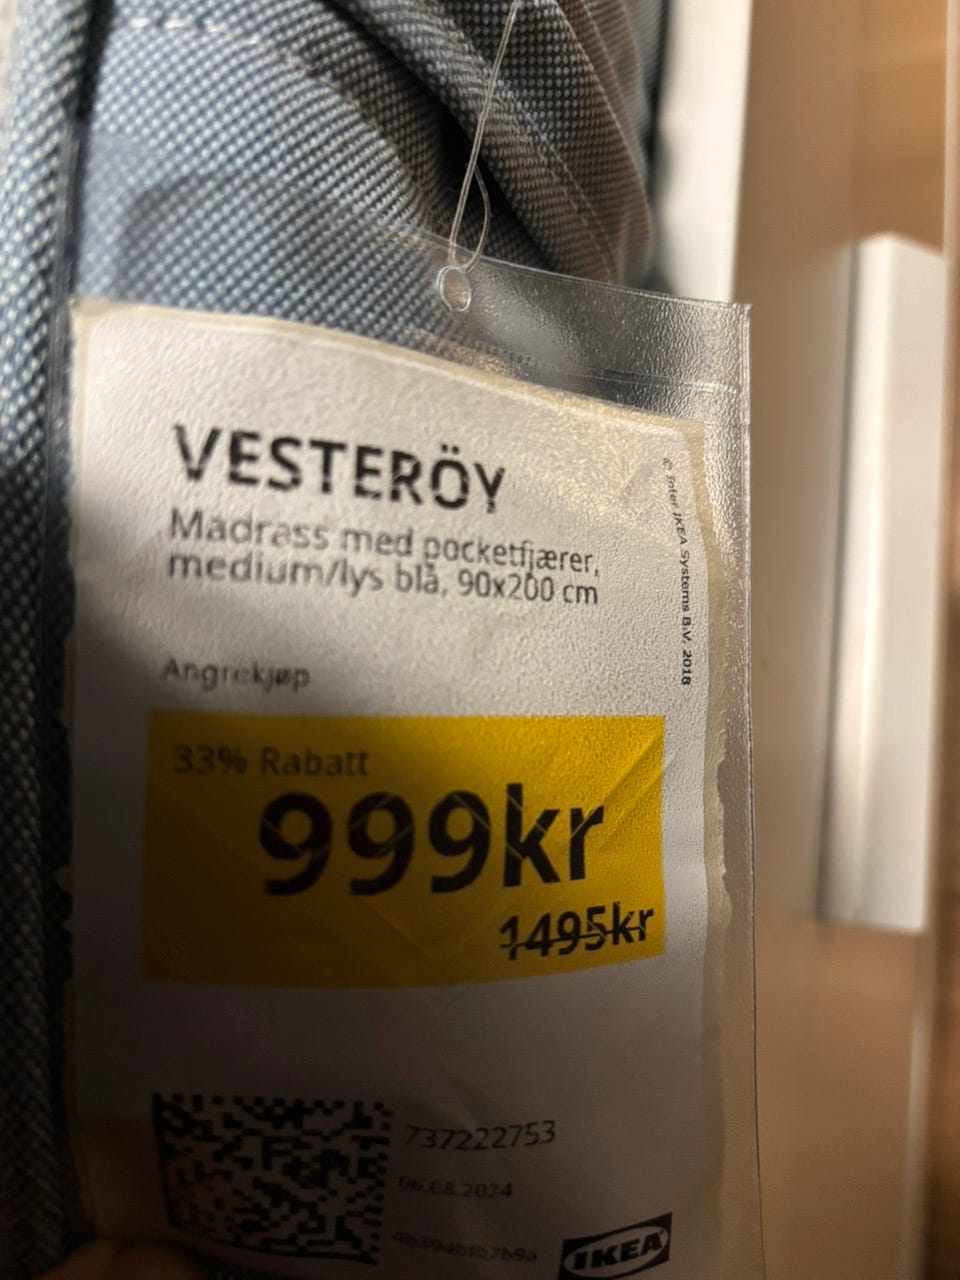 VESTERÖY
Madrass med pocketfjærer,
medium/lys blå, 90x200 cm
Angrekjøp
33% Rabatt
999kr
1495kr
737222753
06.08.2024
IKEA
© Inter IKEA Systems B.V. 2018